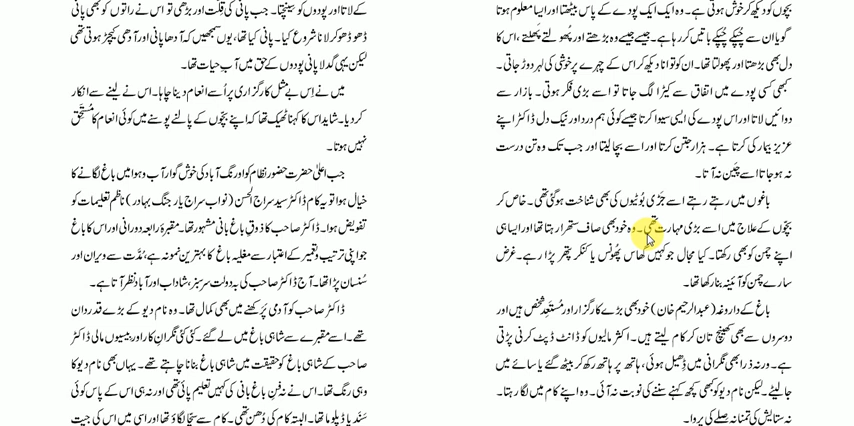 بچوں کو دیکھ کر خوش ہوتی ہے۔ وہ ایک ایک پودے کے پاس بیٹھتا اور ایسا معلوم ہوتا
گویا ان سے چپکے چپکے باتیں کر رہا ہے۔ جیسے جیسے وہ بڑھتے اور پھولتے پھلتے، اس کا
دل بھی بڑھتا اور پھولتا تھا۔ ان کو توانا دیکھ کر اس کے چہرے پر خوشی کی لہر دوڑ جاتی۔
کبھی کسی پودے میں اتفاق سے کیڑا لگ جاتا تو اسے بڑی فکر ہوتی۔ بازار سے
دوائیں لاتا اور اس پودے کی ایسی سیوا کرتا جیسے کوئی ہم درد اور نیک دل ڈاکٹر اپنے
عزیز بیمار کی کرتا ہے۔ ہزار جتن کرتا اور اسے بچا لیتا اور جب تک وہ تن درست
نہ ہو جاتا اسے چین نہ آتا۔
باغوں میں رہتے رہتے اسے جڑی بوٹیوں کی بھی شناخت ہو گئی تھی۔ خاص کر
بچوں کے علاج میں اسے بڑی مہارت تھی۔ وہ خود بھی صاف ستھرا رہتا تھا اور ایسا ہی
اپنے چمن کو بھی رکھتا۔ کیا مجال جو کہیں گھاس پھونس یا کنکر پتھر پڑا رہے۔ غرض
سارے چمن کو آئینہ بنا رکھا تھا۔
باغ کے داروغہ (عبدالرحیم خان) خود بھی بڑے کارگزار اور مستعد شخص ہیں اور
دوسروں سے بھی کھینچ تان کر کام لیتے ہیں۔ اکثر مالیوں کو ڈانٹ ڈپٹ کرنی پڑتی
ہے۔ ورنہ ذرا بھی نگرانی میں ڈھیل ہوئی، ہاتھ پر ہاتھ رکھ کر بیٹھ گئے یا سائے میں
جا لیٹے۔ لیکن نام دیو کو کبھی کچھ کہنے سننے کی نوبت نہ آئی۔ وہ اپنے کام میں لگا رہتا۔
نہ ستایش کی تمنا نہ صلے کی پروا۔
کے لاتا اور پودوں کو سینچتا۔ جب پانی کی قلت اور بڑھی تو اس نے راتوں کو بھی پانی
ڈھو ڈھو کر لانا شروع کیا۔ پانی کیا تھا، یوں سمجھیے کہ آدھا پانی اور آدھی کیچڑ ہوتی تھی
لیکن یہی گدلا پانی پودوں کے حق میں آب حیات تھا۔
میں نے اس بے مثل کارگزاری پر اسے انعام دینا چاہا۔ اس نے لینے سے انکار
کر دیا۔ شاید اس کا کہنا ٹھیک تھا کہ اپنے بچوں کے پالنے پوسنے میں کوئی انعام کا مستحق
نہیں ہوتا۔
جب اعلیٰ حضرت حضور نظام کو اورنگ آباد کی خوش گوار آب و ہوا میں باغ لگانے کا
خیال ہوا تو یہ کام ڈاکٹر سید سراج الحسن (نواب سراج یار جنگ بہادر) ناظم تعلیمات کو
تفویض ہوا۔ ڈاکٹر صاحب کا ذوق باغ بانی مشہور تھا۔ مقبرۂ رابعہ دورانی اور اس کا باغ
جو اپنی ترتیب و تعمیر کے اعتبار سے مغلیہ باغ کا بہترین نمونہ ہے، مدت سے ویران اور
سنسان پڑا تھا۔ آج ڈاکٹر صاحب کی بہ دولت سرسبز، شاداب اور آباد نظر آتا ہے۔
ڈاکٹر صاحب کو آدمی پرکھنے میں بھی کمال تھا۔ وہ نام دیو کے بڑے قدردان
تھے۔ اسے مقبرے سے شاہی باغ میں لے گئے۔ کئی کئی نگران کار اور بیسیوں مالی ڈاکٹر
صاحب کے شاہی باغ کو حقیقت میں شاہی باغ بنانا چاہتے تھے۔ یہاں بھی نام دیو کا
وہی رنگ تھا۔ اس نے نہ فن باغ بانی کی کہیں تعلیم پائی تھی اور نہ ہی اس کے پاس کوئی
سند یا ڈپلوما تھا۔ البتہ کام کی دھن تھی۔ کام سے سچا لگاؤ تھا اور اسی میں اس کی جیت